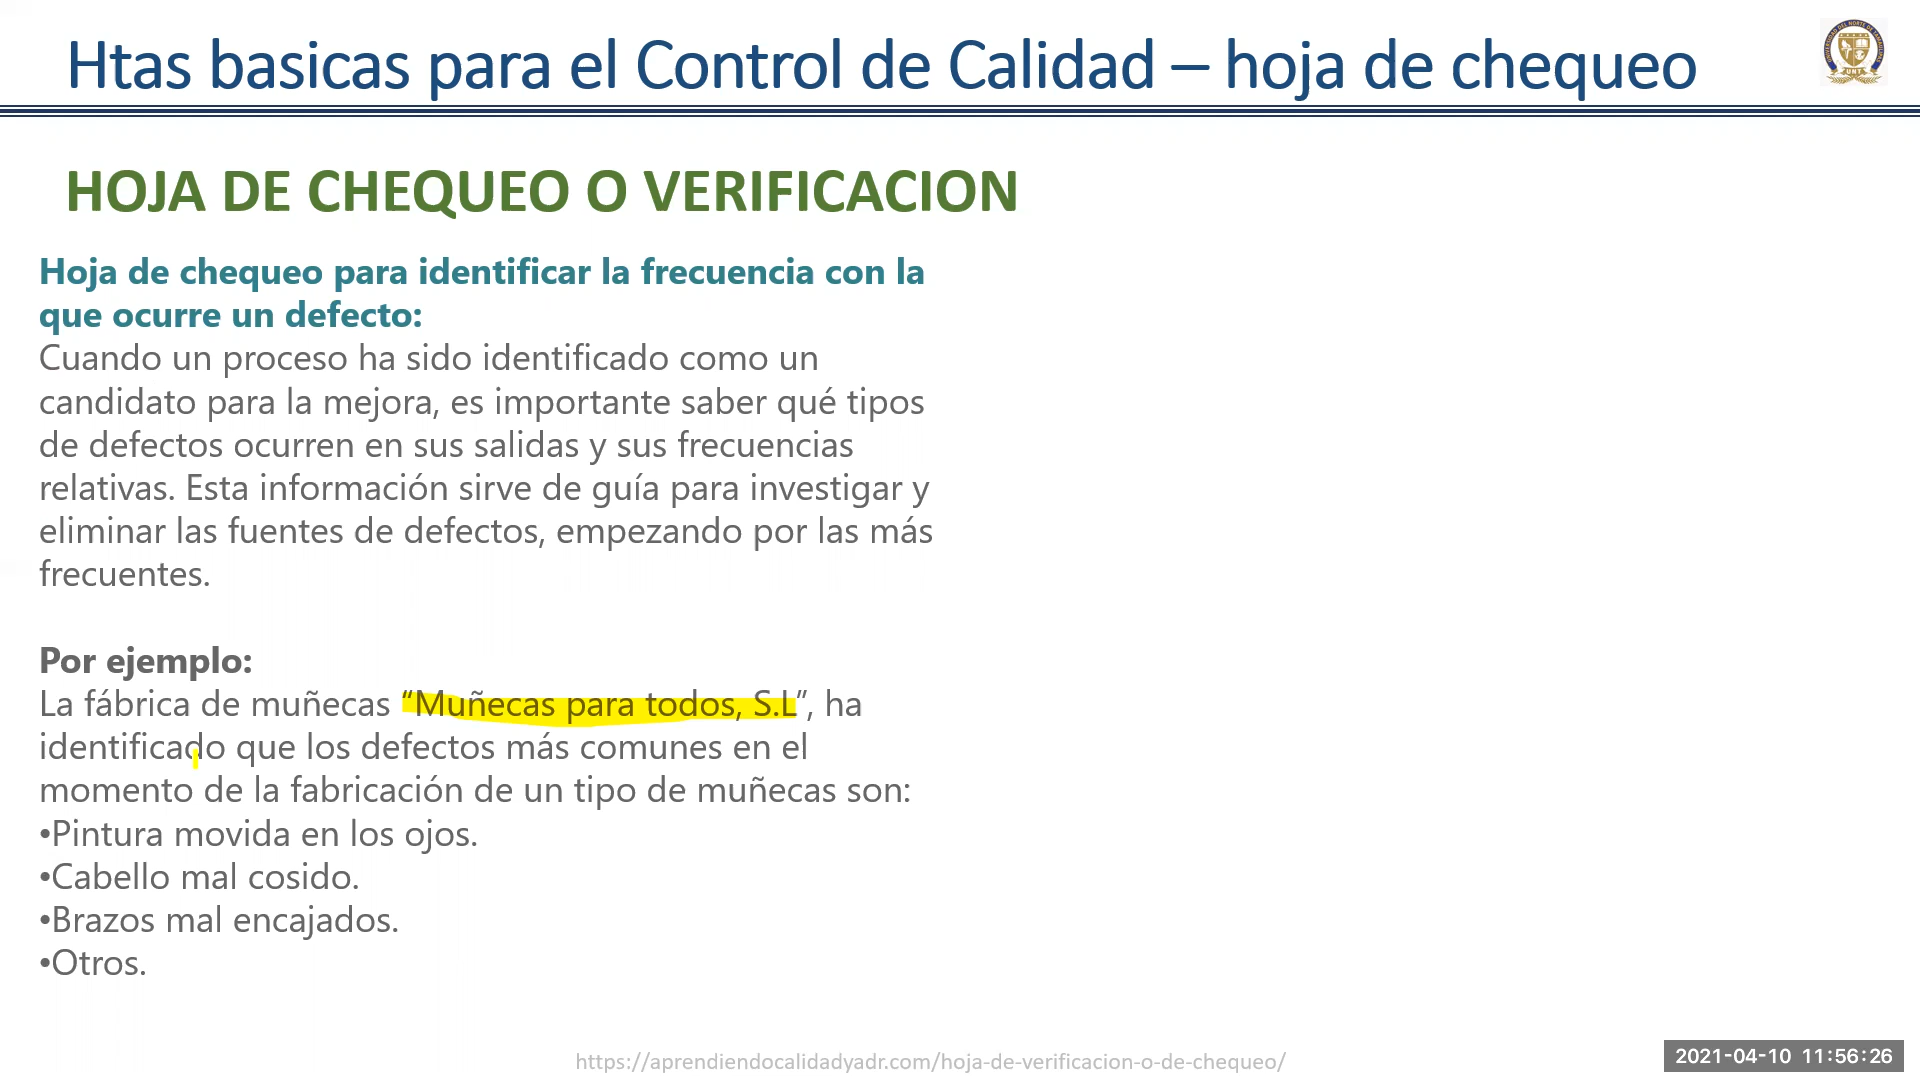 Htas basicas para el Control de Calidad – hoja de chequeo
HOJA DE CHEQUEO O VERIFICACION
Hoja de chequeo para identificar la frecuencia con la
que ocurre un defecto:
Cuando un proceso ha sido identificado como un
candidato para la mejora, es importante saber qué tipos
de defectos ocurren en sus salidas y sus frecuencias
relativas. Esta información sirve de guía para investigar y
eliminar las fuentes de defectos, empezando por las más
frecuentes.
Por ejemplo:
La fábrica de muñecas “Muñecas para todos, S.L”, ha
identificado que los defectos más comunes en el
momento de la fabricación de un tipo de muñecas son:
•Pintura movida en los ojos.
•Cabello mal cosido.
•Brazos mal encajados.
•Otros.
https://aprendiendocalidadyadr.com/hoja-de-verificacion-o-de-chequeo/
2021-04-10 11:56:26